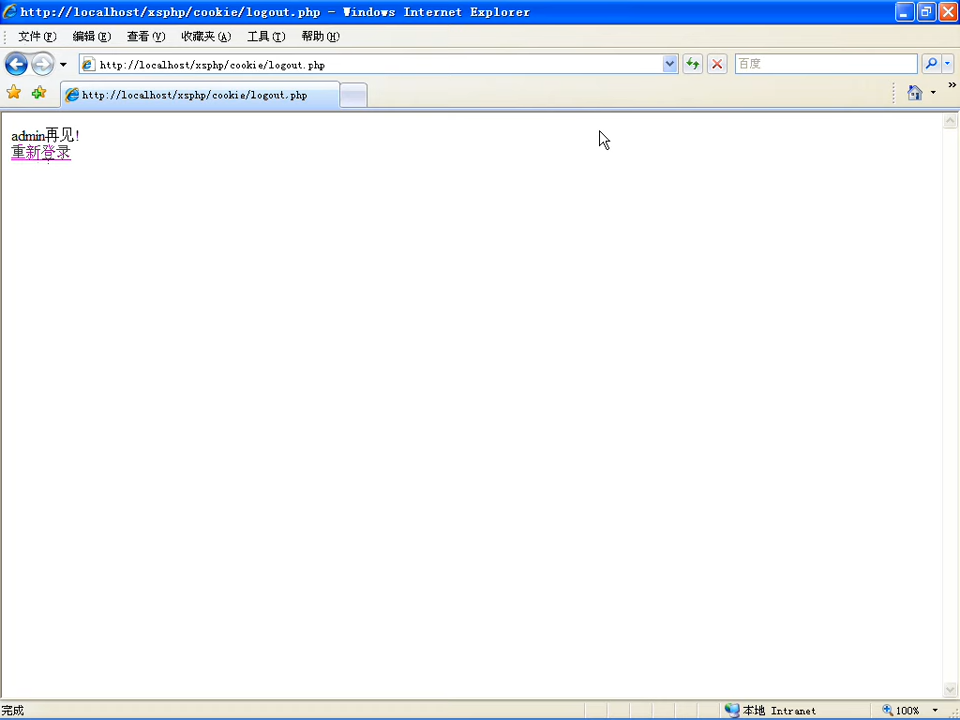 http://localhost/xsphp/cookie/logout.php - Windows Internet Explorer
文件(F) 编辑(E) 查看(V) 收藏夹(A) 工具(T) 帮助(H)
http://localhost/xsphp/cookie/logout.php 百度
http://localhost/xsphp/cookie/logout.php
admin再见!
重新登录
完成 本地 Intranet 100%